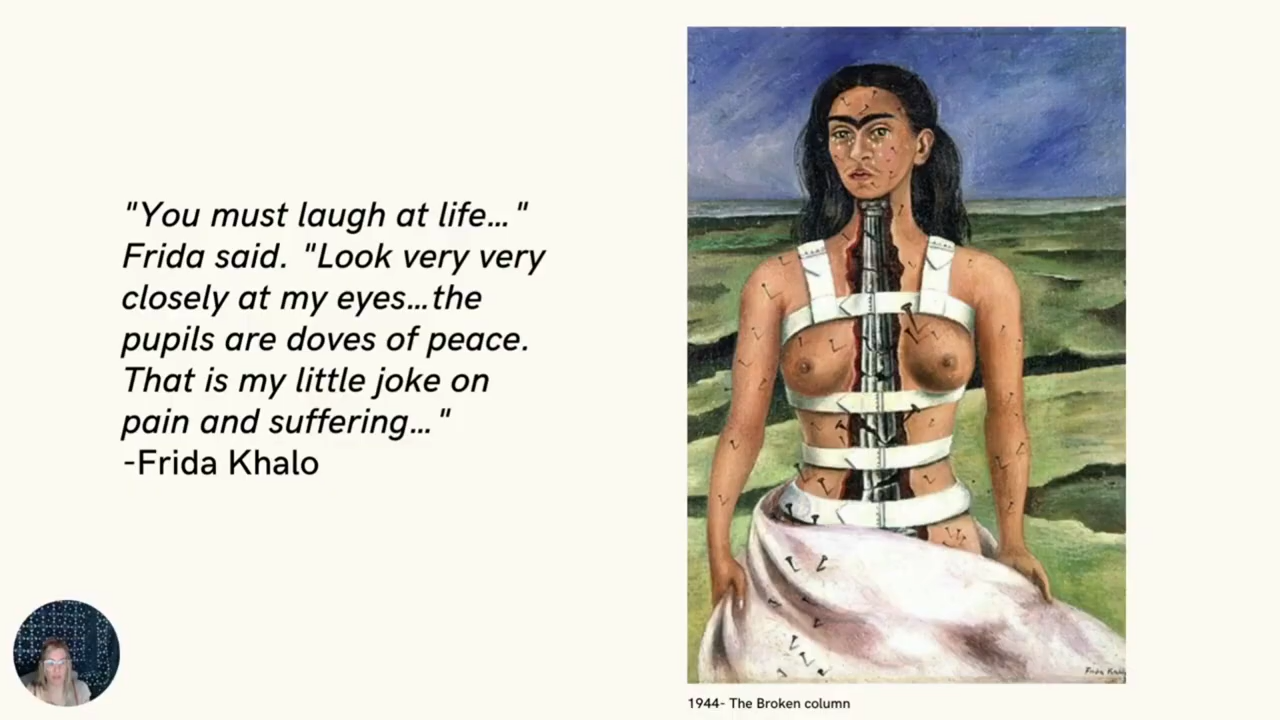 "You must laugh at life..."
Frida said. "Look very very
closely at my eyes...the
pupils are doves of peace.
That is my little joke on
pain and suffering..."
-Frida Khalo
1944- The Broken column